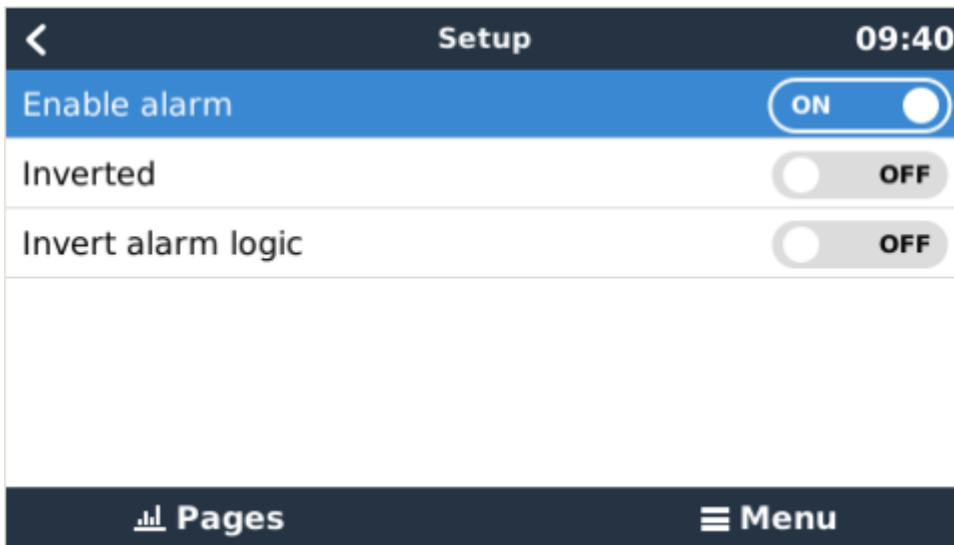 Setup 09:40
Enable alarm ON
Inverted OFF
Invert alarm logic OFF
Pages Menu